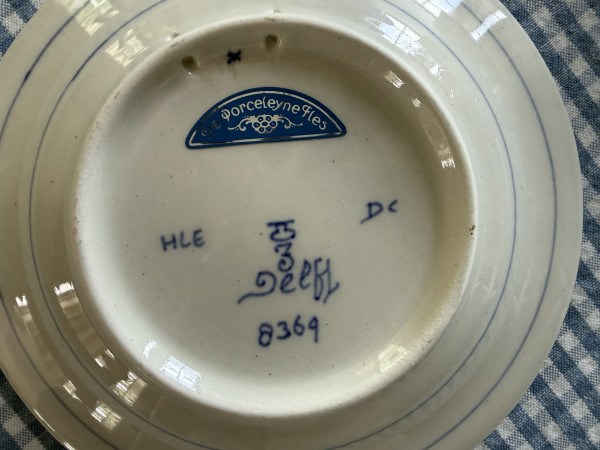 De Porceleyne Fles
HLE
DC
Delft
8369